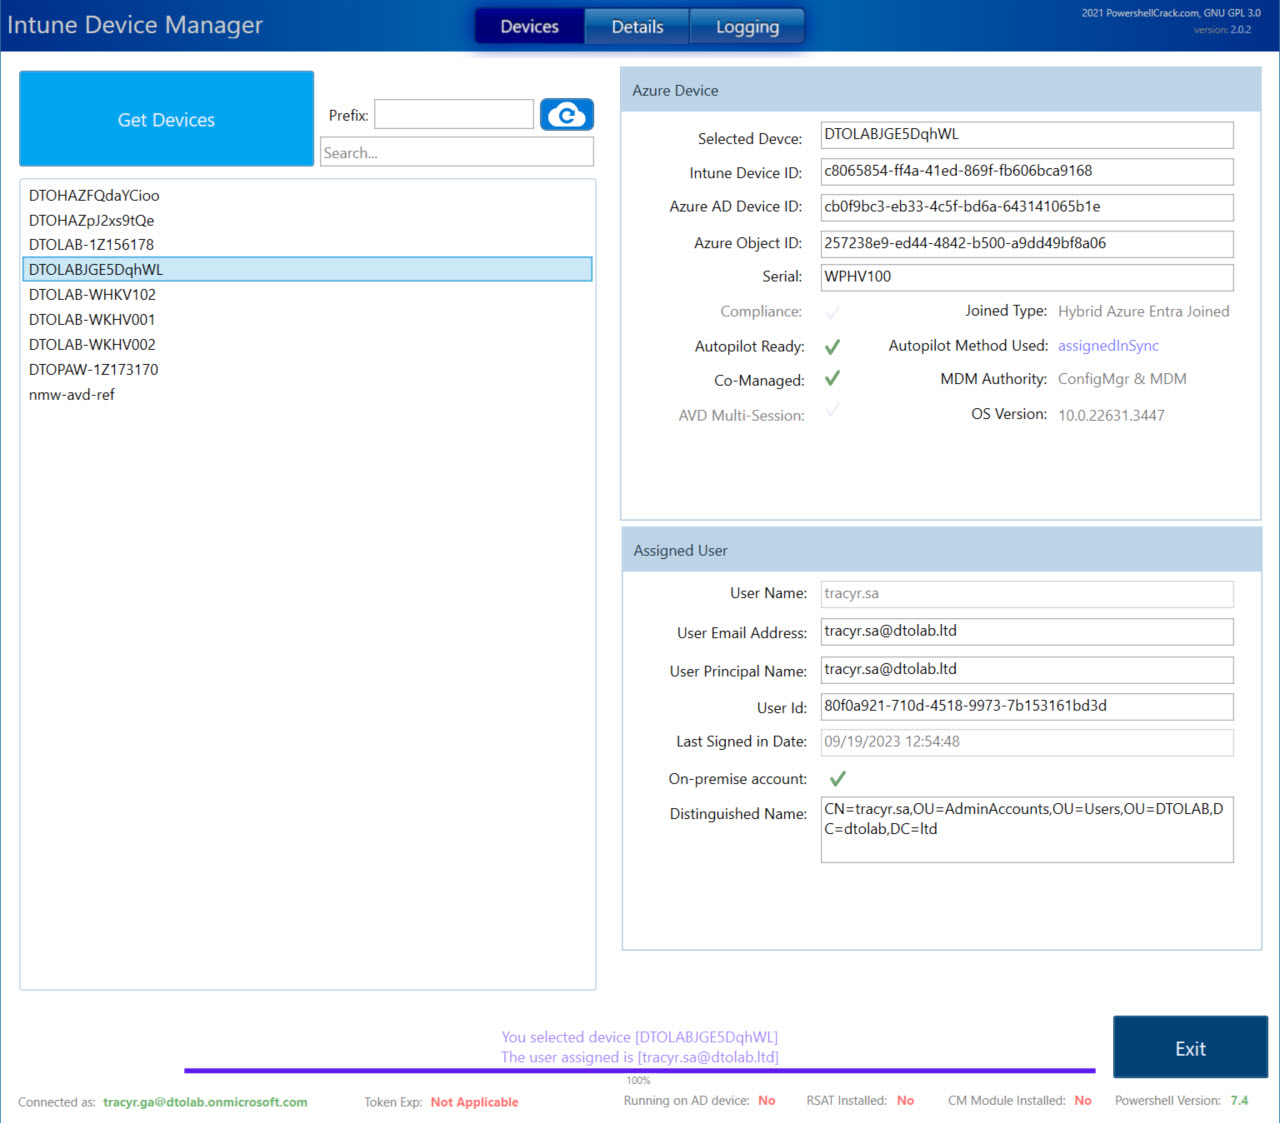 Intune Device Manager
Devices
Details
Logging
2021 PowershellCrack.com, GNU GPL 3.0
version: 2.0.2
Get Devices
Prefix:
Search...
DTOHAZFQdaYCioo
DTOHAZpJ2xs9tQe
DTOLAB-1Z156178
DTOLABJGE5DqhWL
DTOLAB-WHKV102
DTOLAB-WKHV001
DTOLAB-WKHV002
DTOPAW-1Z173170
nmw-avd-ref
Azure Device
Selected Devce: DTOLABJGE5DqhWL
Intune Device ID: c8065854-ff4a-41ed-869f-fb606bca9168
Azure AD Device ID: cb0f9bc3-eb33-4c5f-bd6a-643141065b1e
Azure Object ID: 257238e9-ed44-4842-b500-a9dd49bf8a06
Serial: WPHV100
Compliance: Joined Type: Hybrid Azure Entra Joined
Autopilot Ready: Autopilot Method Used: assignedInSync
Co-Managed: MDM Authority: ConfigMgr & MDM
AVD Multi-Session: OS Version: 10.0.22631.3447
Assigned User
User Name: tracyr.sa
User Email Address: tracyr.sa@dtolab.ltd
User Principal Name: tracyr.sa@dtolab.ltd
User Id: 80f0a921-710d-4518-9973-7b153161bd3d
Last Signed in Date: 09/19/2023 12:54:48
On-premise account:
Distinguished Name: CN=tracyr.sa,OU=AdminAccounts,OU=Users,OU=DTOLAB,D
C=dtolab,DC=ltd
You selected device [DTOLABJGE5DqhWL]
The user assigned is [tracyr.sa@dtolab.ltd]
100%
Exit
Connected as: tracyr.ga@dtolab.onmicrosoft.com Token Exp: Not Applicable Running on AD device: No RSAT Installed: No CM Module Installed: No Powershell Version: 7.4